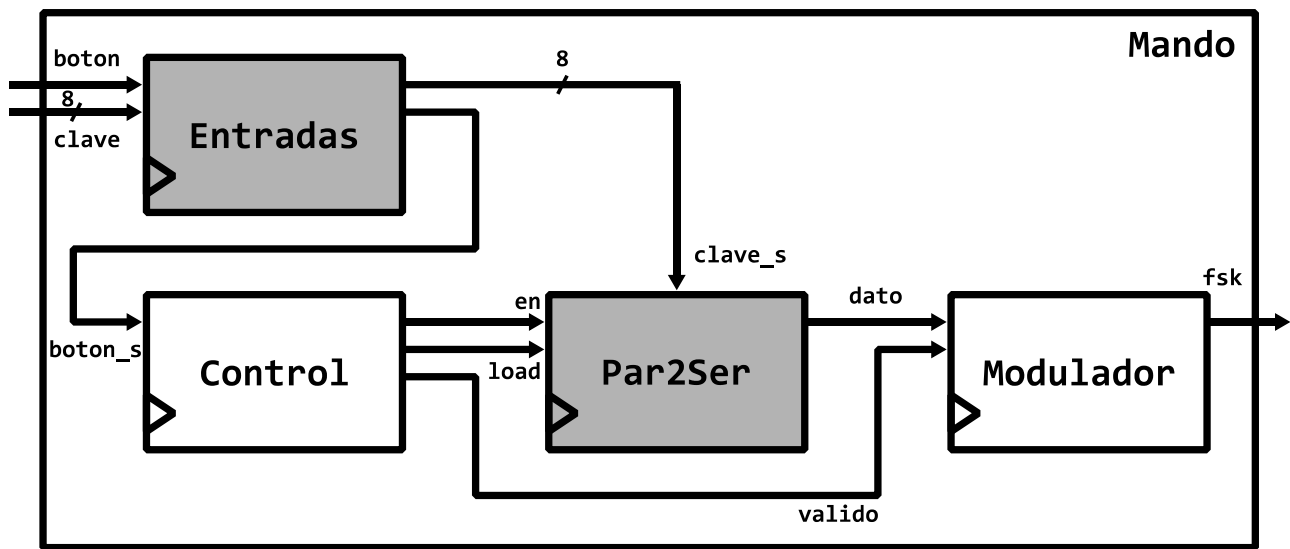 Mando
boton
8
clave
8
Entradas
clave_s
boton_s
Control
en
load
Par2Ser
dato
valido
Modulador
fsk